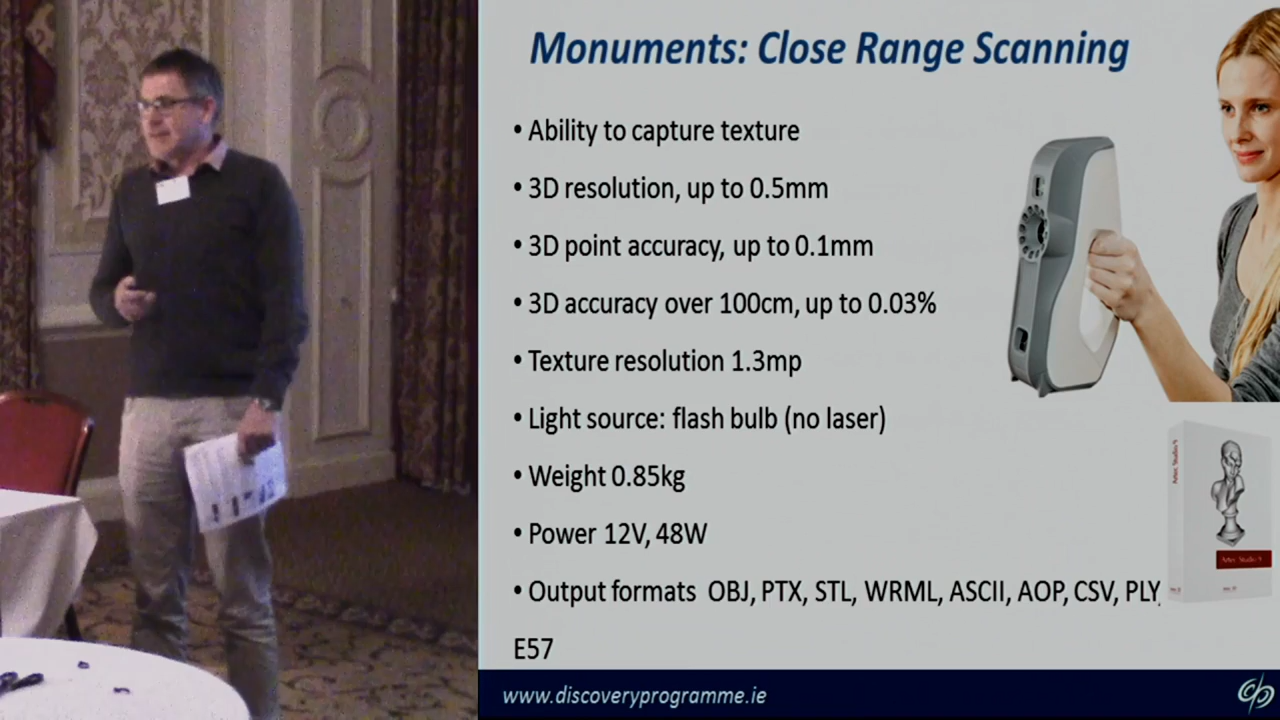 Monuments: Close Range Scanning
• Ability to capture texture
• 3D resolution, up to 0.5mm
• 3D point accuracy, up to 0.1mm
• 3D accuracy over 100cm, up to 0.03%
• Texture resolution 1.3mp
• Light source: flash bulb (no laser)
• Weight 0.85kg
• Power 12V, 48W
• Output formats OBJ, PTX, STL, WRML, ASCII, AOP, CSV, PLY,
E57
Artec Studio 9
www.discoveryprogramme.ie